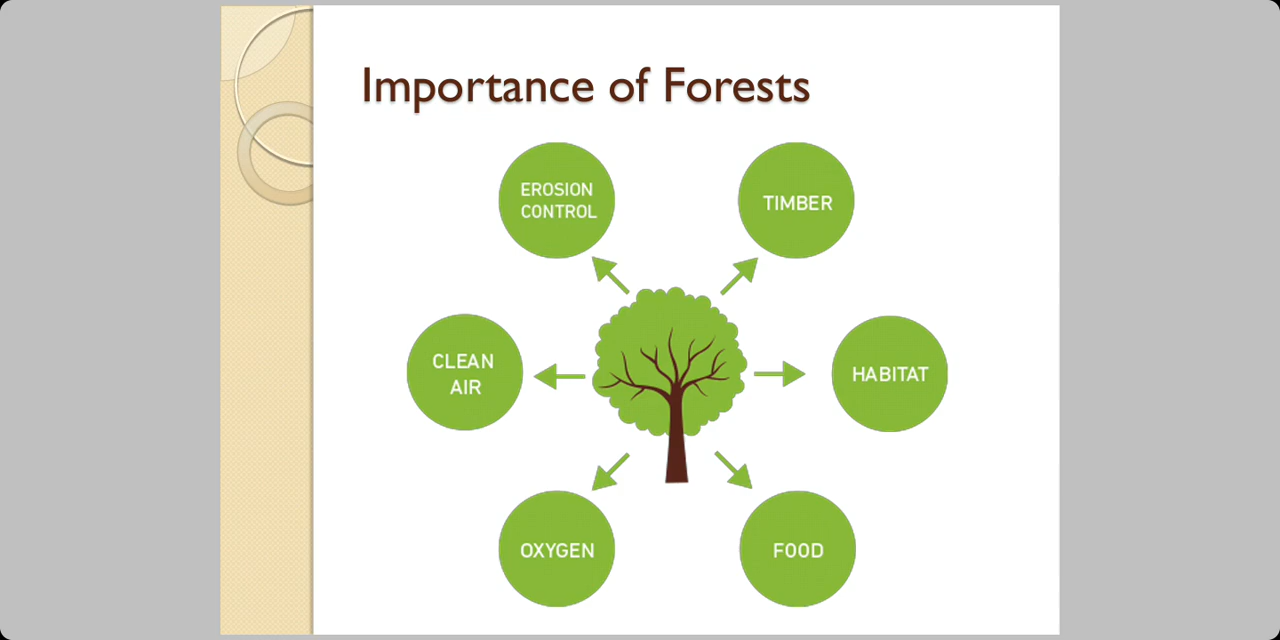 Importance of Forests
EROSION
CONTROL
TIMBER
CLEAN
AIR
HABITAT
OXYGEN
FOOD